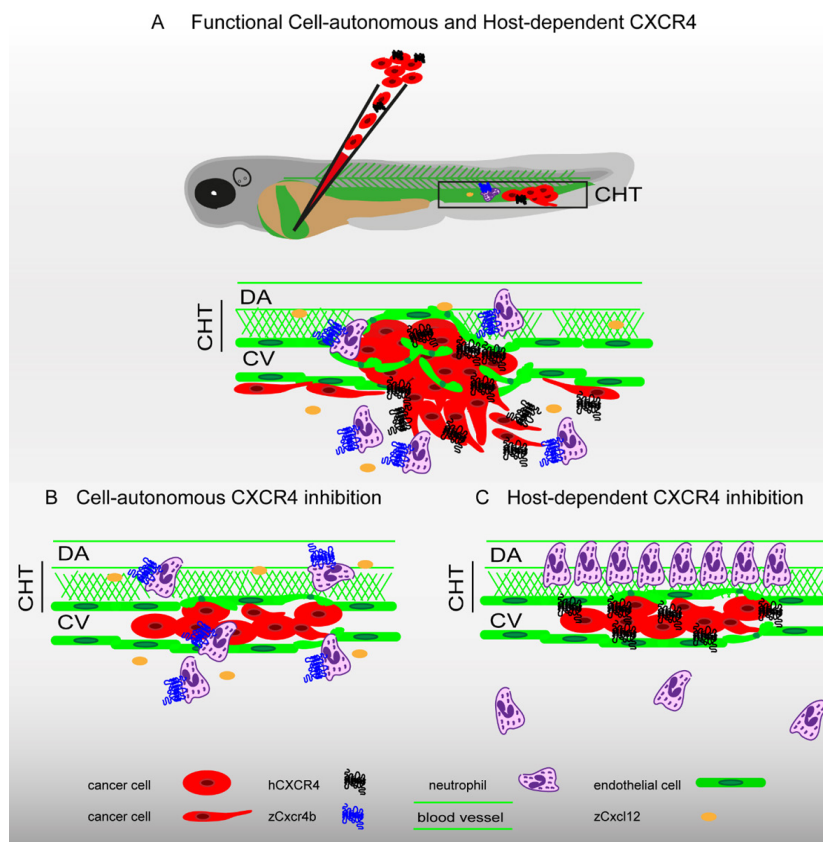 A Functional Cell-autonomous and Host-dependent CXCR4
CHT
DA
CHT
CV
B Cell-autonomous CXCR4 inhibition
C Host-dependent CXCR4 inhibition
DA
CHT
CV
DA
CHT
CV
cancer cell hCXCR4 neutrophil endothelial cell
cancer cell zCxcr4b blood vessel zCxcl12